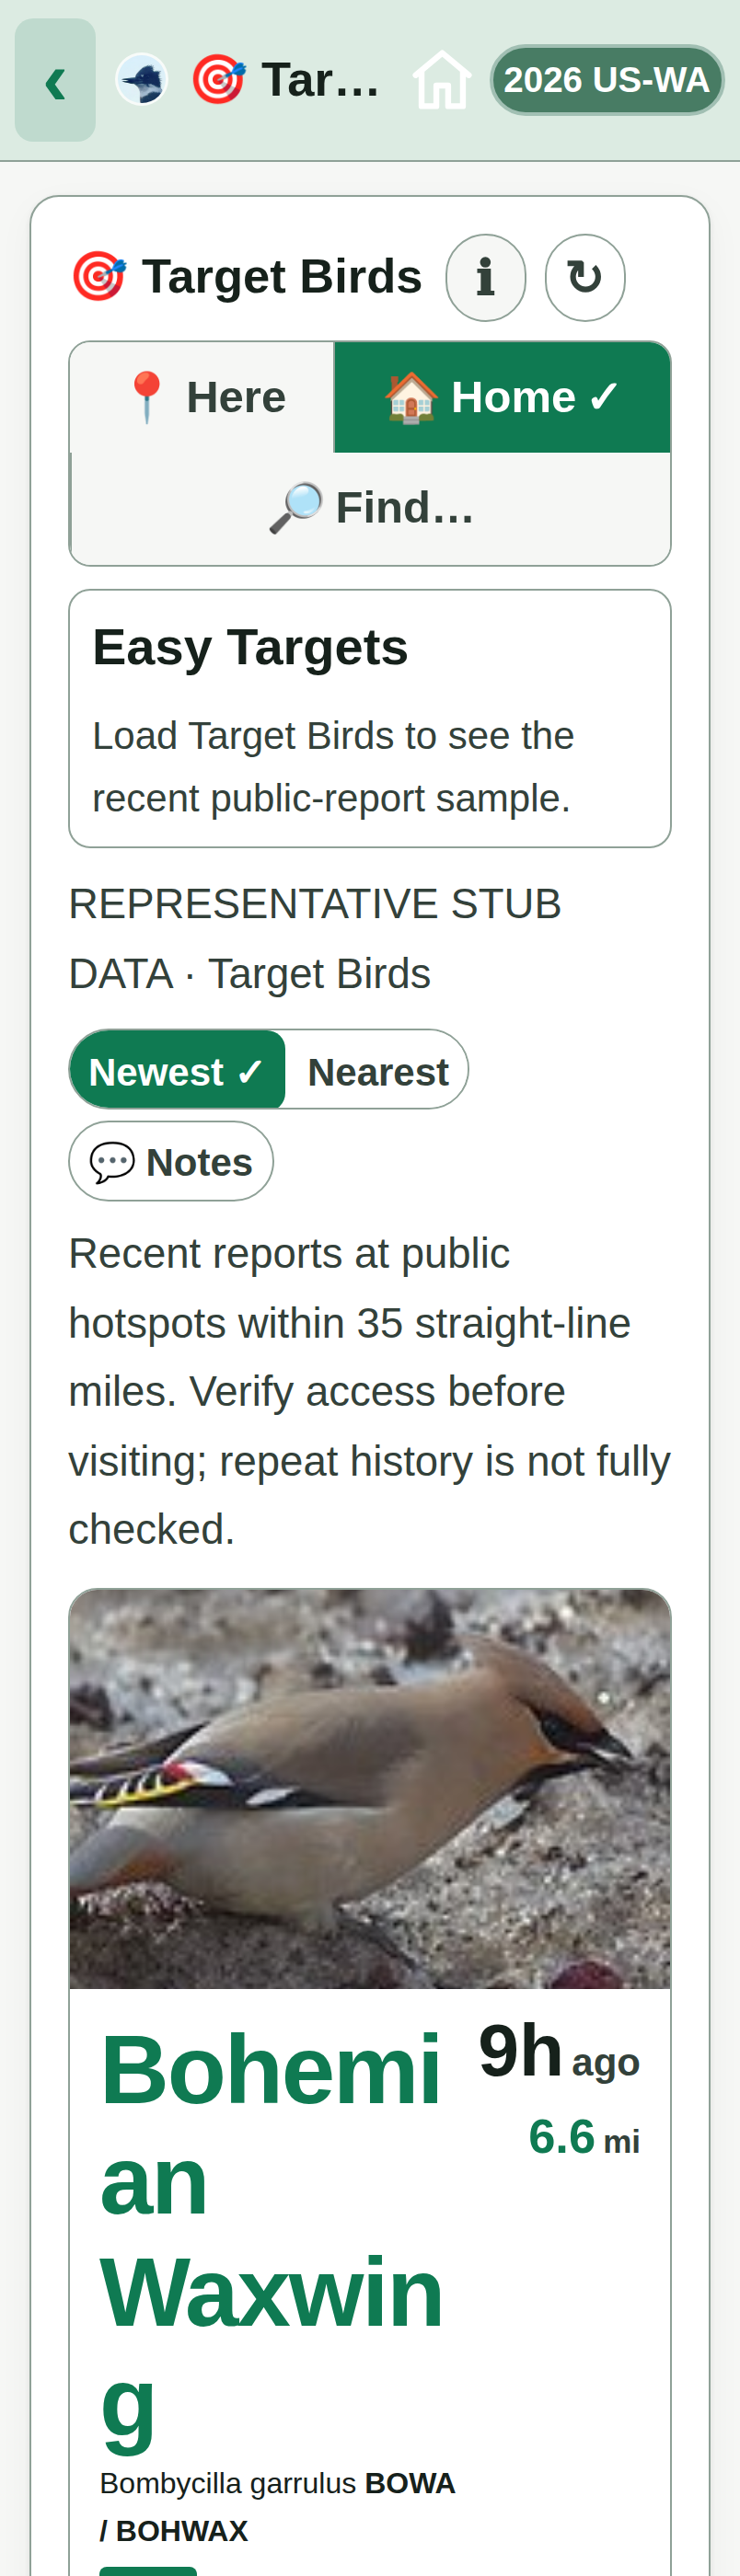 ‹ 🎯 Tar… 2026 US-WA
🎯 Target Birds ℹ ↻
📍 Here 🏠 Home ✓
🔎 Find…
Easy Targets
Load Target Birds to see the
recent public-report sample.
REPRESENTATIVE STUB
DATA · Target Birds
Newest ✓ Nearest
💬 Notes
Recent reports at public
hotspots within 35 straight-line
miles. Verify access before
visiting; repeat history is not fully
checked.
Bohemi 9h ago
an 6.6 mi
Waxwin
g
Bombycilla garrulus BOWA
/ BOHWAX